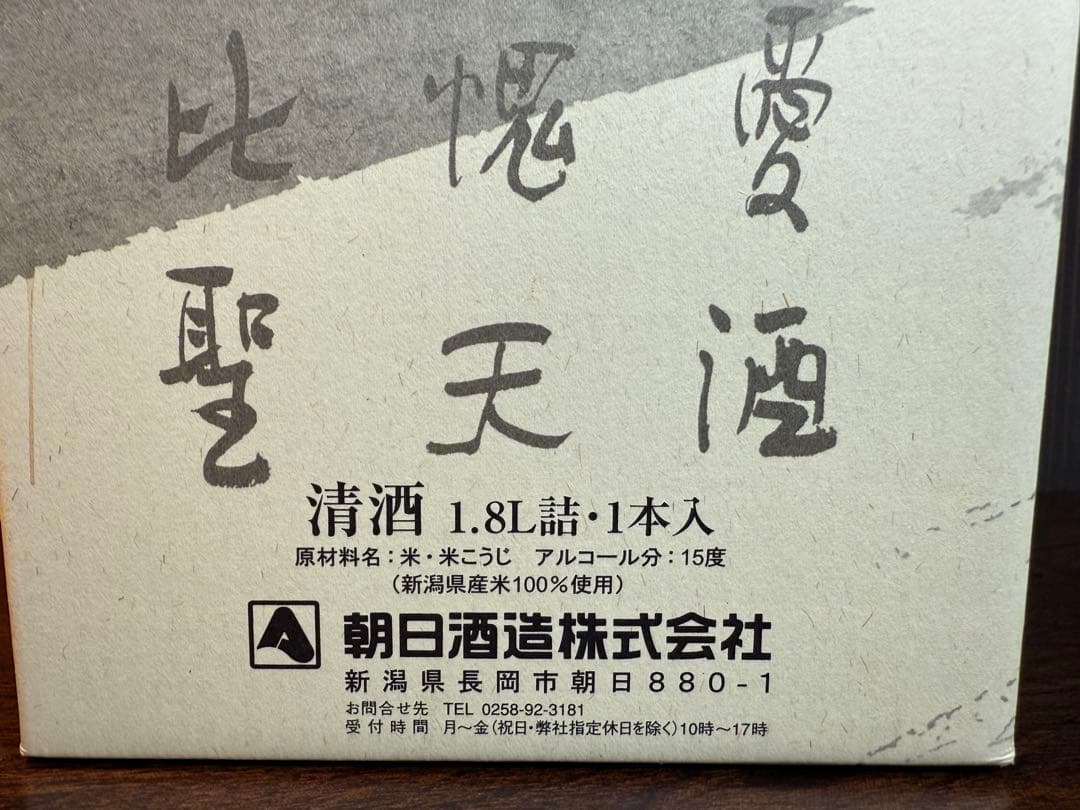 愛酒
愧天
比聖
清酒 1.8L詰・1本入
原材料名：米・米こうじ　アルコール分：15度
（新潟県産米100％使用）
朝日酒造株式会社
新潟県長岡市朝日８８０-１
お問合せ先　TEL 0258-92-3181
受付時間　月～金（祝日・弊社指定休日を除く）10時～17時